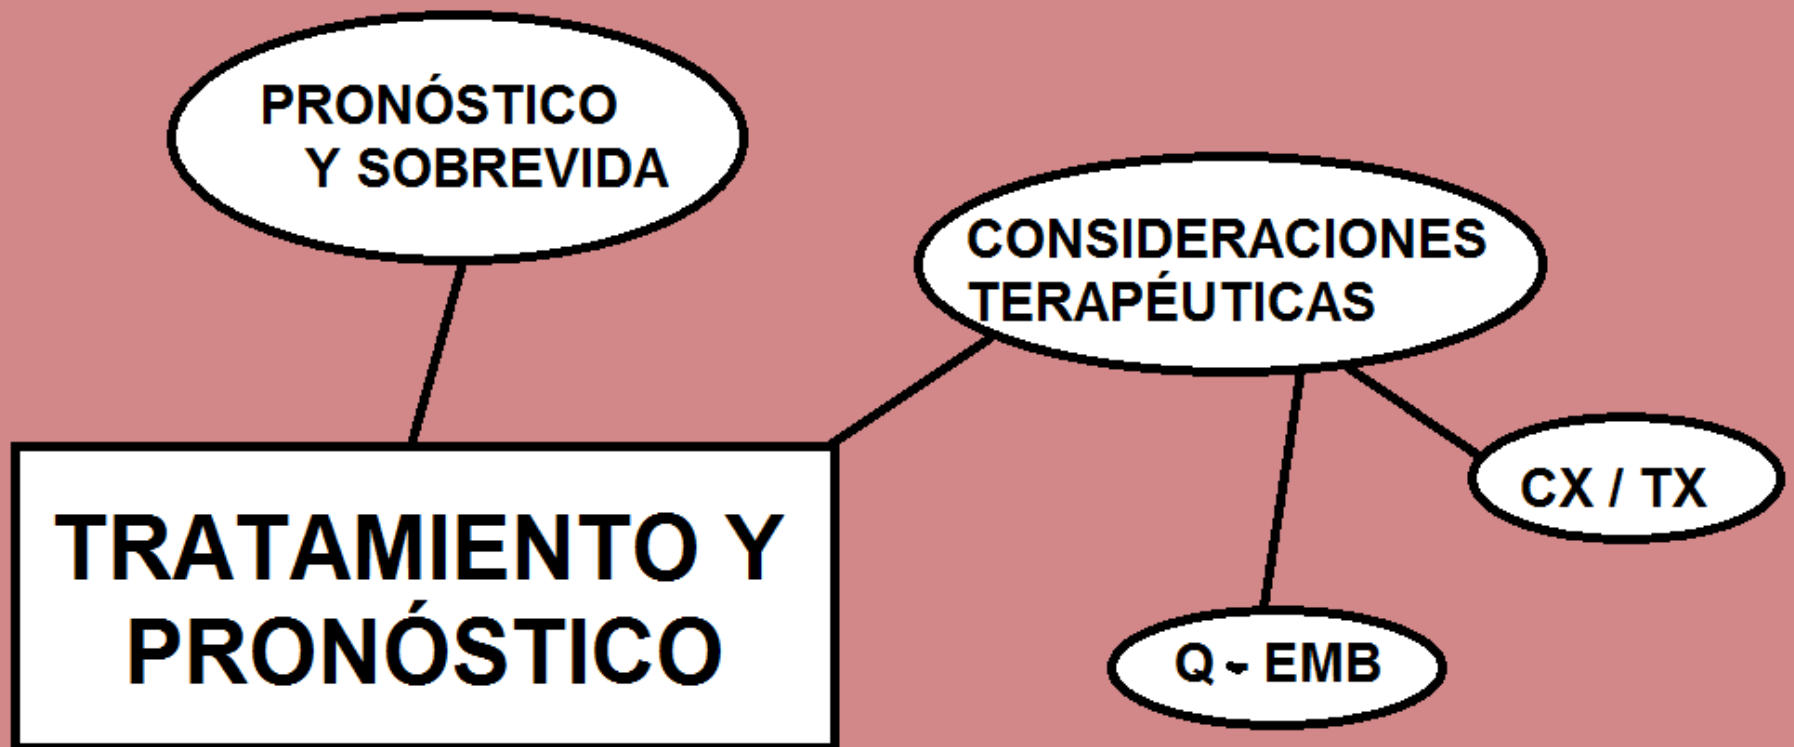 PRONÓSTICO
Y SOBREVIDA
CONSIDERACIONES
TERAPÉUTICAS
CX / TX
TRATAMIENTO Y
PRONÓSTICO
Q - EMB